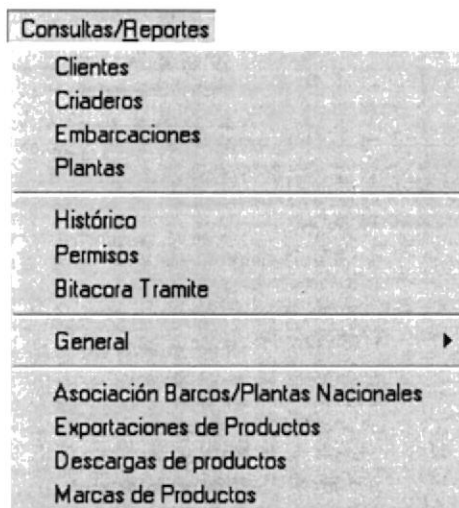 Consultas/Reportes
Clientes
Criaderos
Embarcaciones
Plantas
Histórico
Permisos
Bitacora Tramite
General
Asociación Barcos/Plantas Nacionales
Exportaciones de Productos
Descargas de productos
Marcas de Productos